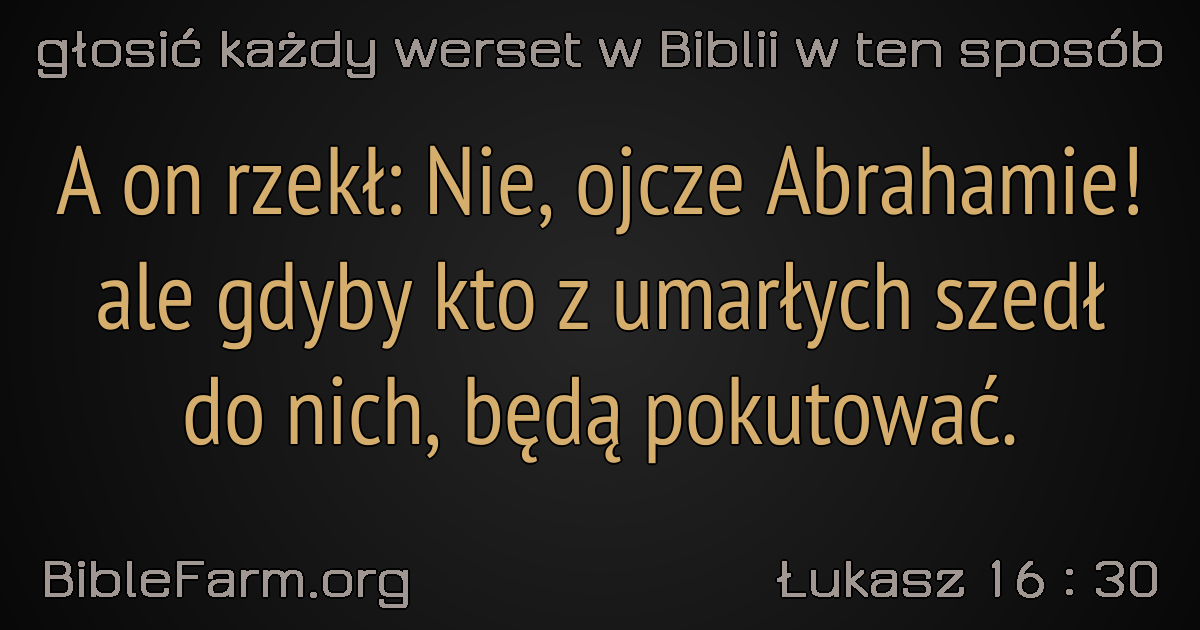 głosić każdy werset w Biblii w ten sposób
A on rzekł: Nie, ojcze Abrahamie!
ale gdyby kto z umarłych szedł
do nich, będą pokutować.
BibleFarm.org
Łukasz 16 : 30